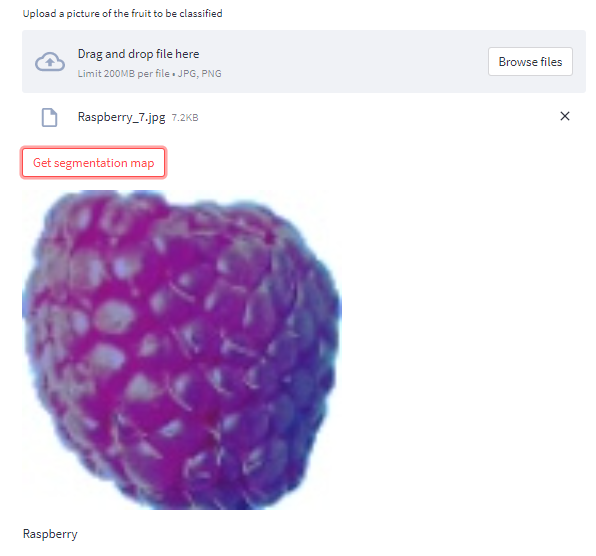 Upload a picture of the fruit to be classified
Drag and drop file here
Limit 200MB per file • JPG, PNG
Browse files
Raspberry_7.jpg 7.2KB
Get segmentation map
Raspberry